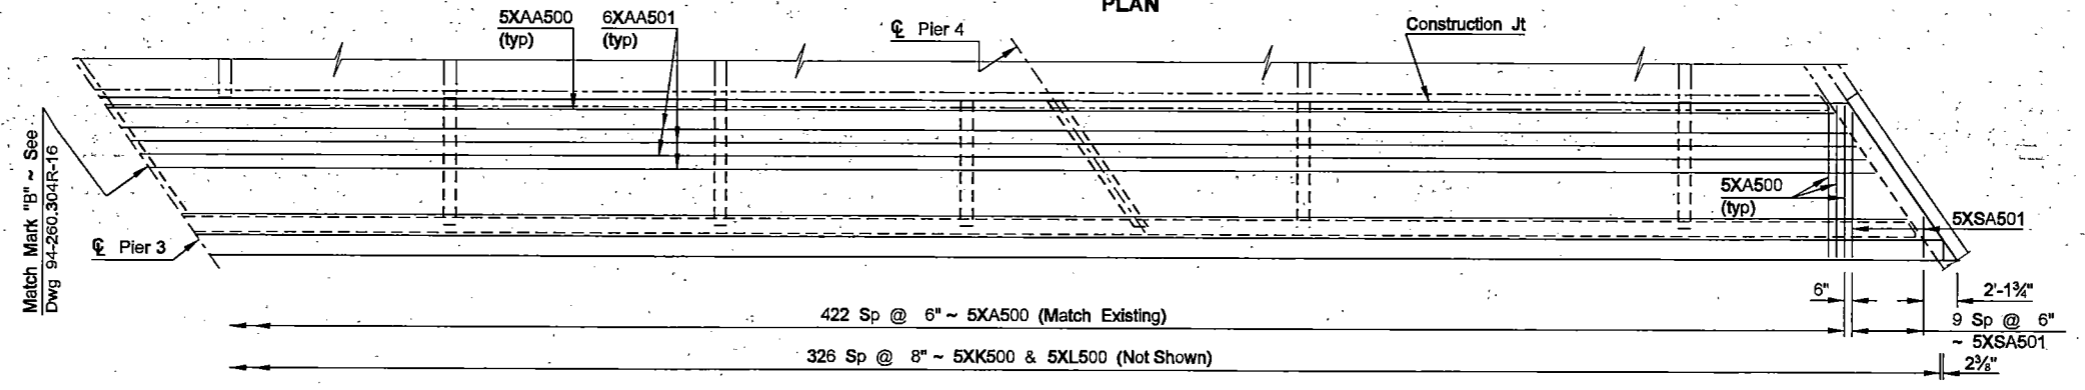 PLAN
5XAA500
(typ)
6XAA501
(typ)
℄ Pier 4
Construction Jt
Match Mark "B" ~ See
Dwg 94-260.304R-16
℄ Pier 3
5XA500
(typ)
5XSA501
6"
2'-1¾"
422 Sp @ 6" ~ 5XA500 (Match Existing)
9 Sp @ 6"
~ 5XSA501
326 Sp @ 8" ~ 5XK500 & 5XL500 (Not Shown)
2⅜"